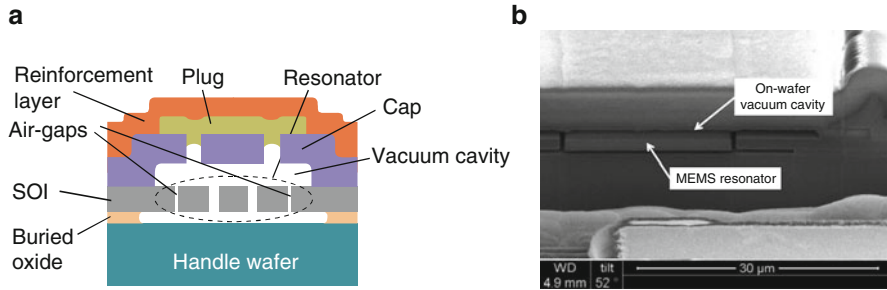 a
Reinforcement
layer
Plug
Resonator
Cap
Air-gaps
Vacuum cavity
SOI
Buried
oxide
Handle wafer
b
On-wafer
vacuum cavity
MEMS resonator
WD
tilt
30 µm
4.9 mm
52°